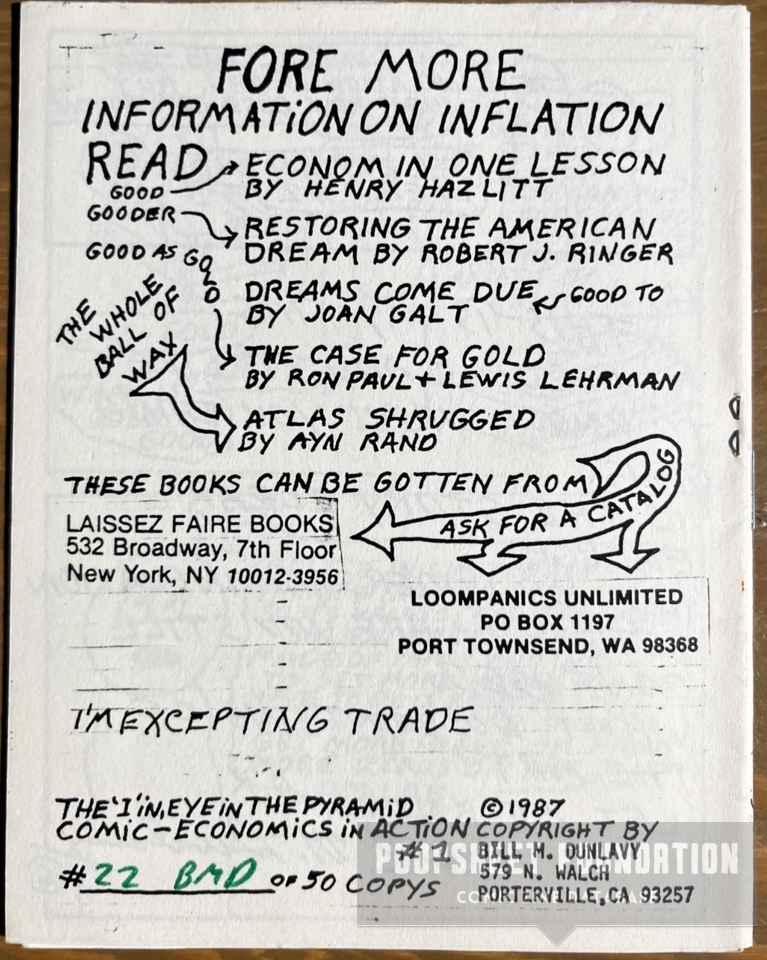 FORE MORE
INFORMATION ON INFLATION
READ
GOOD
ECONOM IN ONE LESSON
BY HENRY HAZLITT
GOODER
RESTORING THE AMERICAN
DREAM BY ROBERT J. RINGER
GOOD AS GOLD
DREAMS COME DUE
BY JOAN GALT
GOOD TO
THE CASE FOR GOLD
BY RON PAUL + LEWIS LEHRMAN
THE WHOLE
BALL OF
WAX
ATLAS SHRUGGED
BY AYN RAND
THESE BOOKS CAN BE GOTTEN FROM
ASK FOR A CATALOG
LAISSEZ FAIRE BOOKS
532 Broadway, 7th Floor
New York, NY 10012-3956
LOOMPANICS UNLIMITED
PO BOX 1197
PORT TOWNSEND, WA 98368
I'M EXCEPTING TRADE
THE 'I' IN, EYE IN THE PYRAMID ©1987
COMIC-ECONOMICS IN ACTION COPYRIGHT BY
#1 BILL M. DUNLAVY
579 N. WALCH
PORTERVILLE, CA 93257
#22 BMD OF 50 COPYS
POOPSHEET FOUNDATION